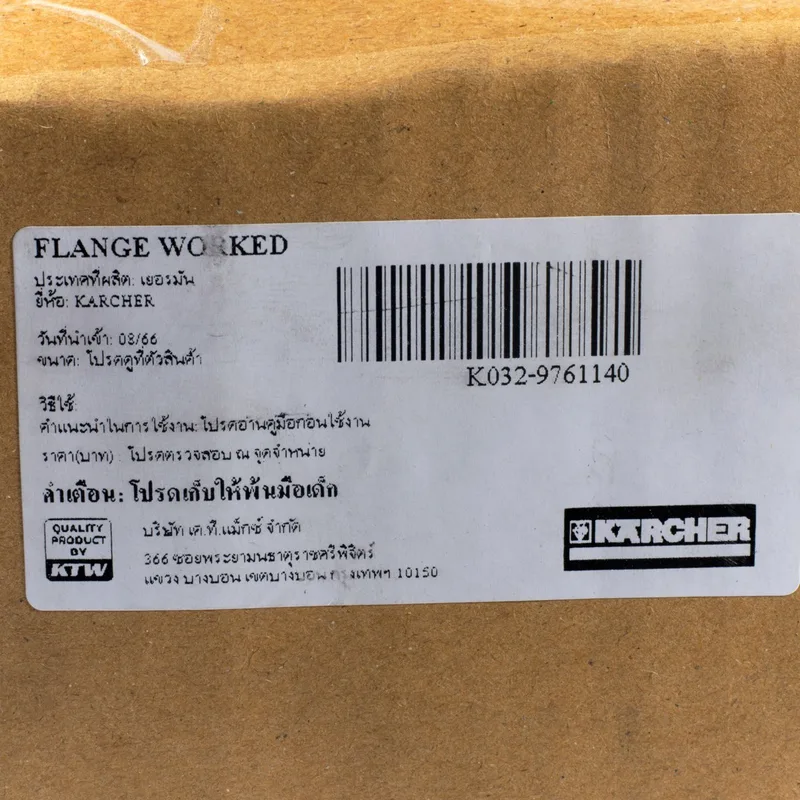 FLANGE WORKED
ประเทศที่ผลิต: เยอรมัน
ยี่ห้อ: KARCHER
วันที่นำเข้า: 08/66
ขนาด: โปรดดูที่ตัวสินค้า
K032-9761140
วิธีใช้:
คำแนะนำในการใช้งาน: โปรดอ่านคู่มือก่อนใช้งาน
ราคา(บาท) : โปรดตรวจสอบ ณ จุดจำหน่าย
คำเตือน: โปรดเก็บให้พ้นมือเด็ก
QUALITY
PRODUCT
BY
KTW
บริษัท เค.ที.แม็กซ์ จำกัด
366 ซอยพระยามนธาตุราชศรีพิจิตร์
แขวง บางบอน เขตบางบอน กรุงเทพฯ 10150
KARCHER